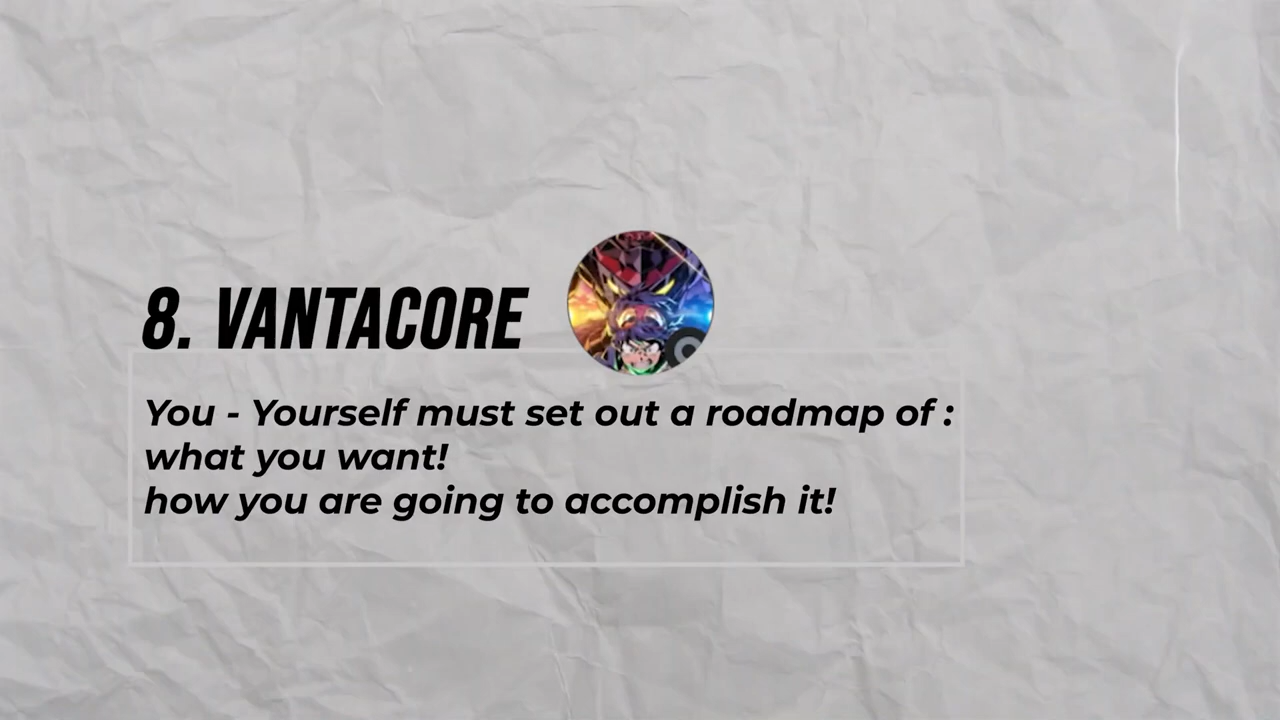 8. VANTACORE
You - Yourself must set out a roadmap of :
what you want!
how you are going to accomplish it!